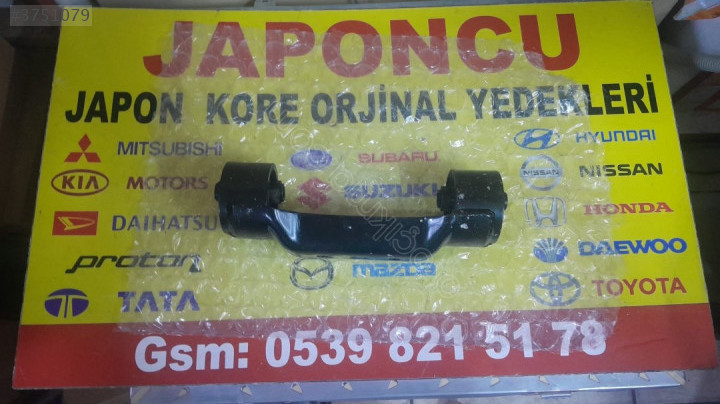 3751079
JAPONCU
JAPON KORE ORJİNAL YEDEKLERİ
MITSUBISHI SUBARU HYUNDAI
KIA MOTORS SUZUKI NISSAN
DAIHATSU HONDA
proton mazda DAEWOO
TATA TOYOTA
Gsm: 0539 821 51 78